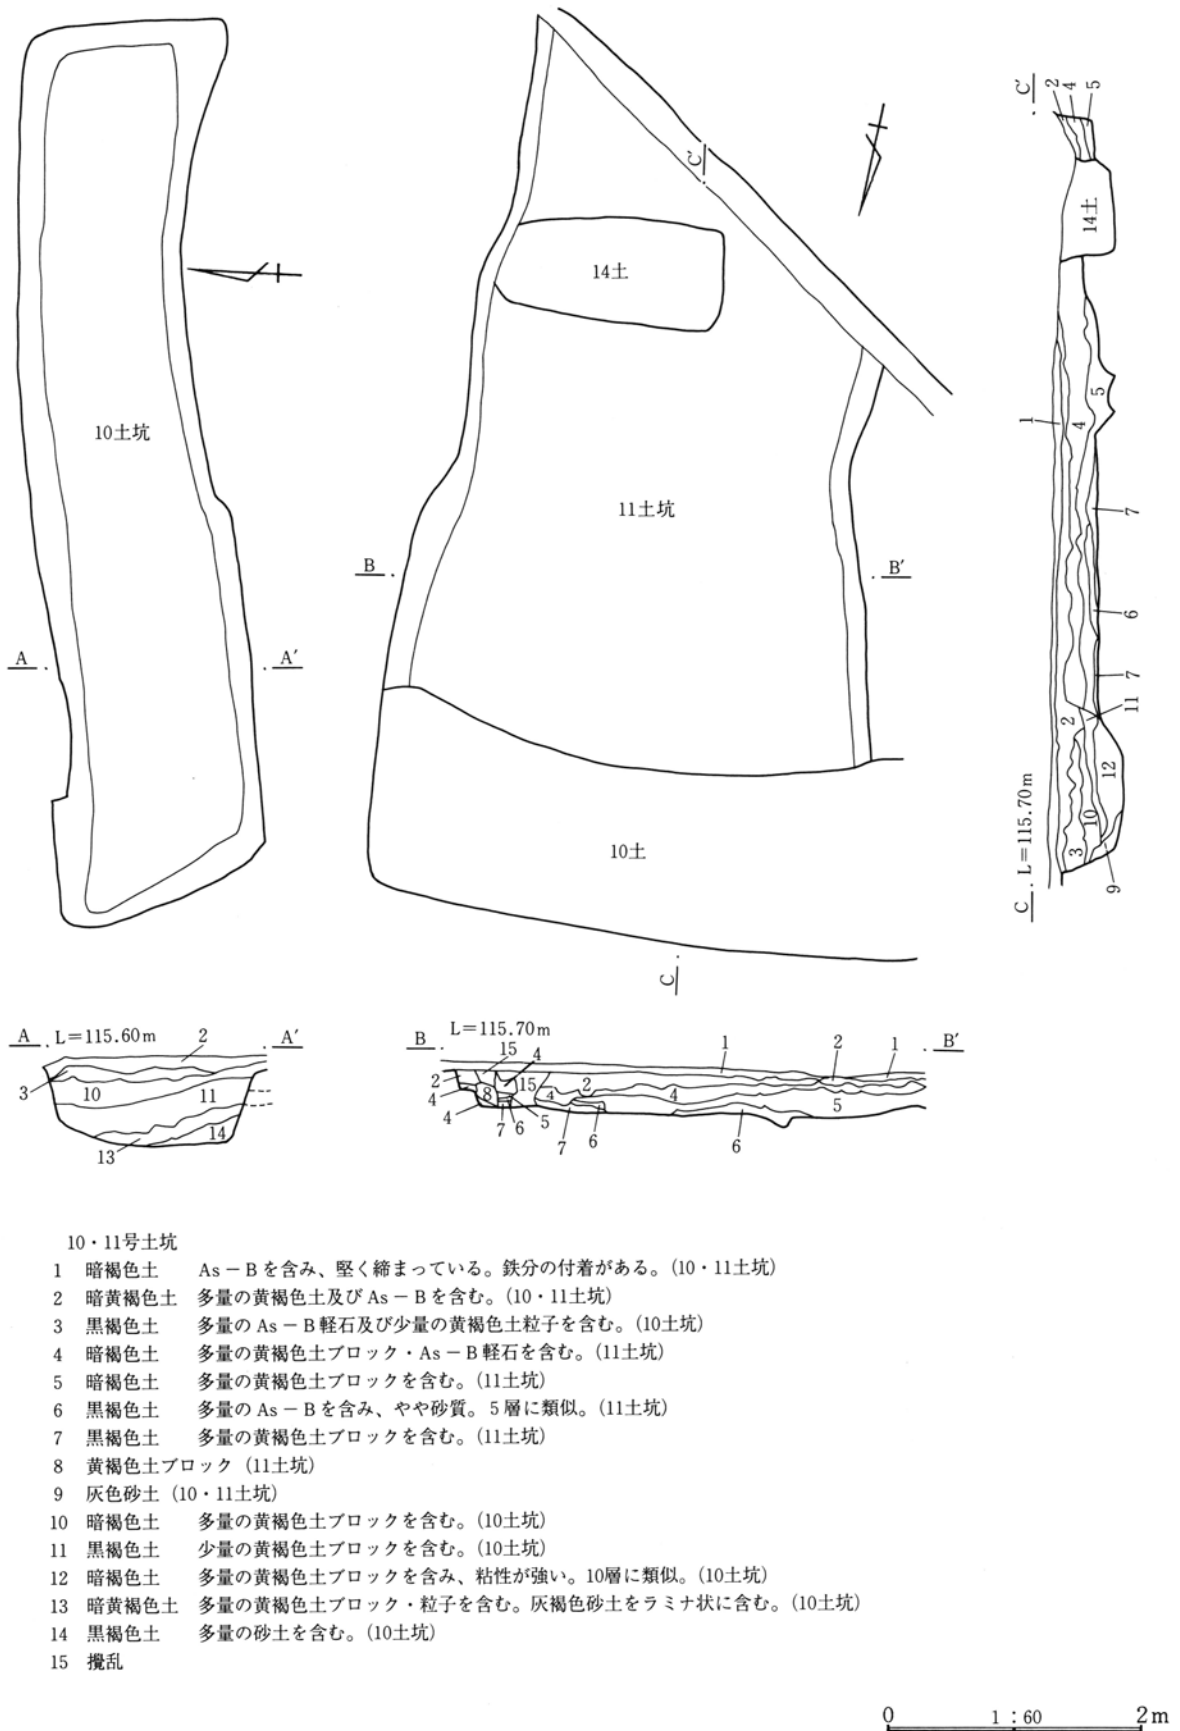 10土坑
A
A′
14土
11土坑
B
B′
10土
C
C′
C′
2
4
5
14土
1
5
4
7
6
7
11
2
12
10
3
9
C L=115.70m
A L=115.60m 2 A′
3 10 11
14
13
B L=115.70m B′
15 4 1 2 1
2 15 2
4 8 4 4 5
4 7 6 5 7 6 6
10・11号土坑
1 暗褐色土 As－Bを含み、堅く締まっている。鉄分の付着がある。(10・11土坑)
2 暗黄褐色土 多量の黄褐色土及びAs－Bを含む。(10・11土坑)
3 黒褐色土 多量のAs－B軽石及び少量の黄褐色土粒子を含む。(10土坑)
4 暗褐色土 多量の黄褐色土ブロック・As－B軽石を含む。(11土坑)
5 暗褐色土 多量の黄褐色土ブロックを含む。(11土坑)
6 黒褐色土 多量のAs－Bを含み、やや砂質。5層に類似。(11土坑)
7 黒褐色土 多量の黄褐色土ブロックを含む。(11土坑)
8 黄褐色土ブロック (11土坑)
9 灰色砂土 (10・11土坑)
10 暗褐色土 多量の黄褐色土ブロックを含む。(10土坑)
11 黒褐色土 少量の黄褐色土ブロックを含む。(10土坑)
12 暗褐色土 多量の黄褐色土ブロックを含み、粘性が強い。10層に類似。(10土坑)
13 暗黄褐色土 多量の黄褐色土ブロック・粒子を含む。灰褐色砂土をラミナ状に含む。(10土坑)
14 黒褐色土 多量の砂土を含む。(10土坑)
15 攪乱
0 1:60 2m